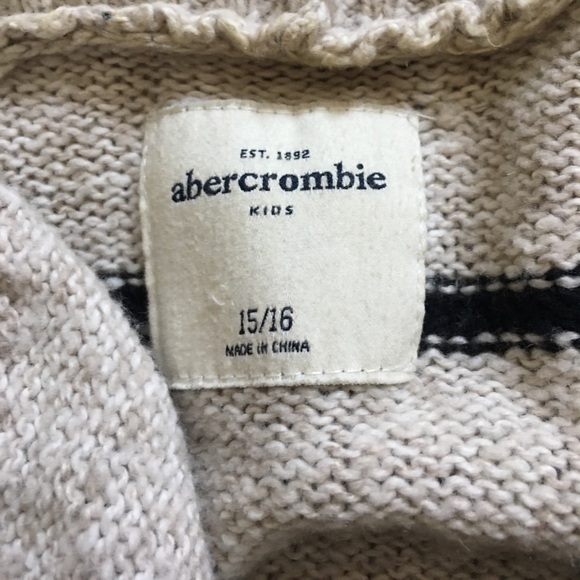 EST. 1892
abercrombie
KIDS
15/16
MADE IN CHINA